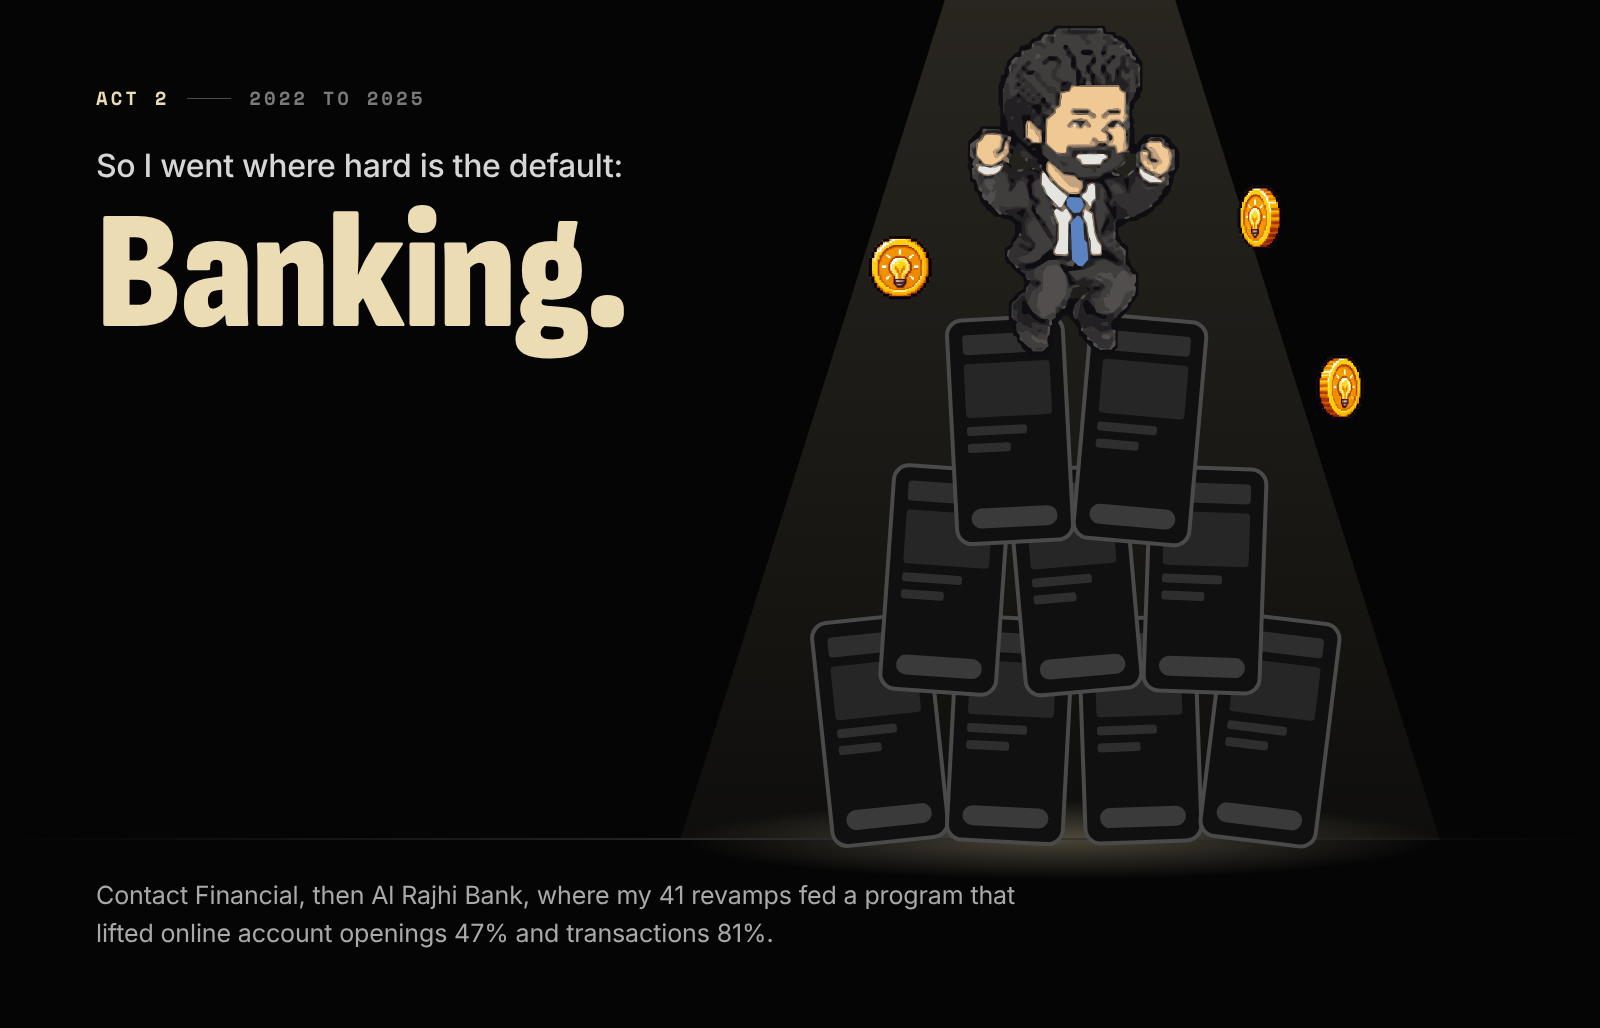 ACT 2 — 2022 TO 2025
So I went where hard is the default:
Banking.
Contact Financial, then Al Rajhi Bank, where my 41 revamps fed a program that
lifted online account openings 47% and transactions 81%.